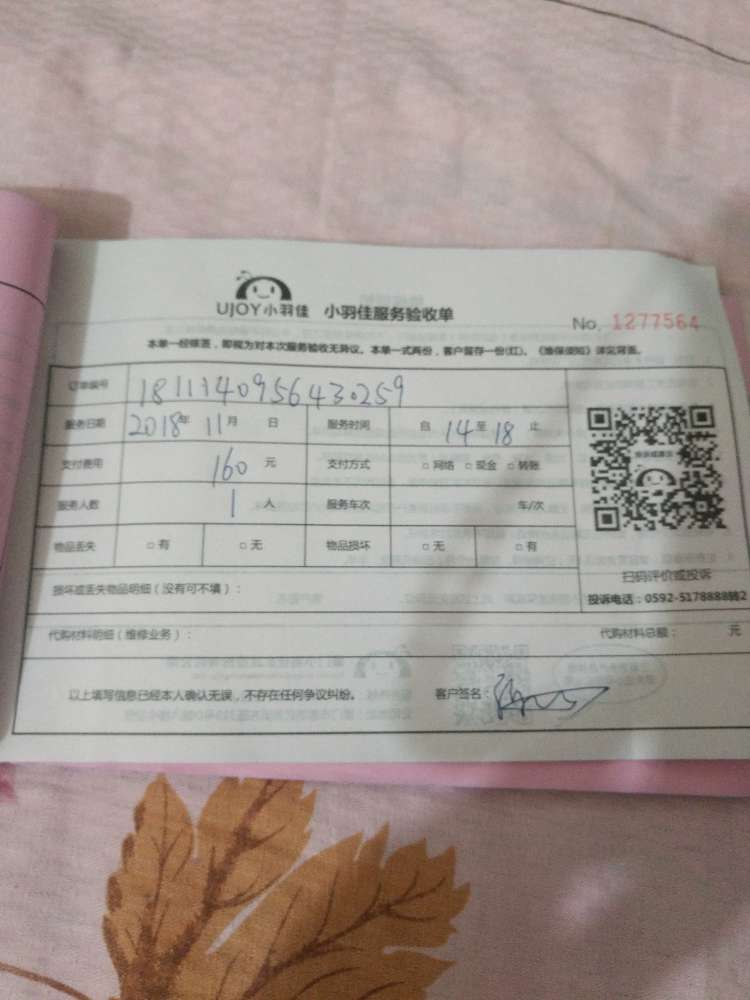 UJOY小羽佳 小羽佳服务验收单
No. 1277564
本单一经核签，即视为对本次服务验收无异议。本单一式两份，客户留存一份(红)。《维保须知》详见背面。
订单编号
服务日期 2018年 11月 日 服务时间 自 14 至 18 止
支付费用 160 元 支付方式 □ 网络 □ 现金 □ 转账
服务人数 1 人 服务车次 车/次
物品丢失 □ 有 □ 无 物品损坏 □ 无 □ 有
扫码评价或投诉
损坏或丢失物品明细（没有可不填）：
投诉电话：0592-5178888转2
代购材料明细（维修业务）： 代购材料总额： 元
以上填写信息已经本人确认无误，不存在任何争议纠纷。 客户签名：